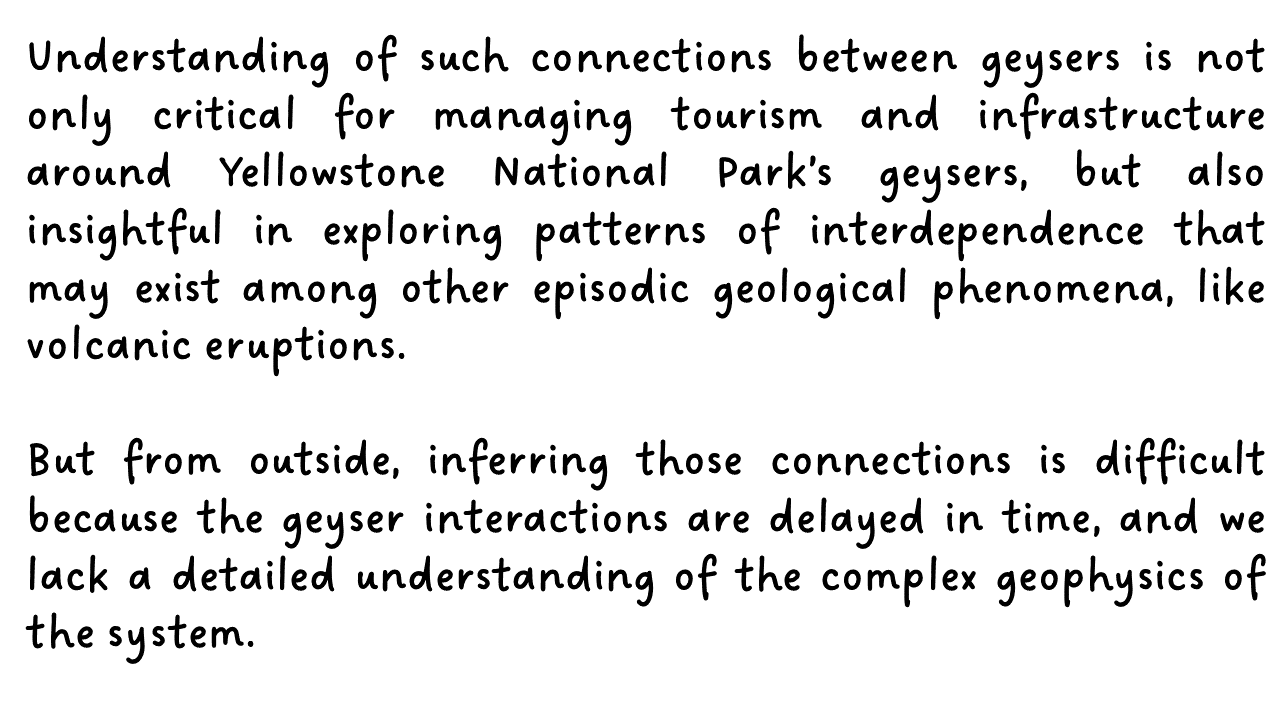 Understanding of such connections between geysers is not
only critical for managing tourism and infrastructure
around Yellowstone National Park's geysers, but also
insightful in exploring patterns of interdependence that
may exist among other episodic geological phenomena, like
volcanic eruptions.
But from outside, inferring those connections is difficult
because the geyser interactions are delayed in time, and we
lack a detailed understanding of the complex geophysics of
the system.